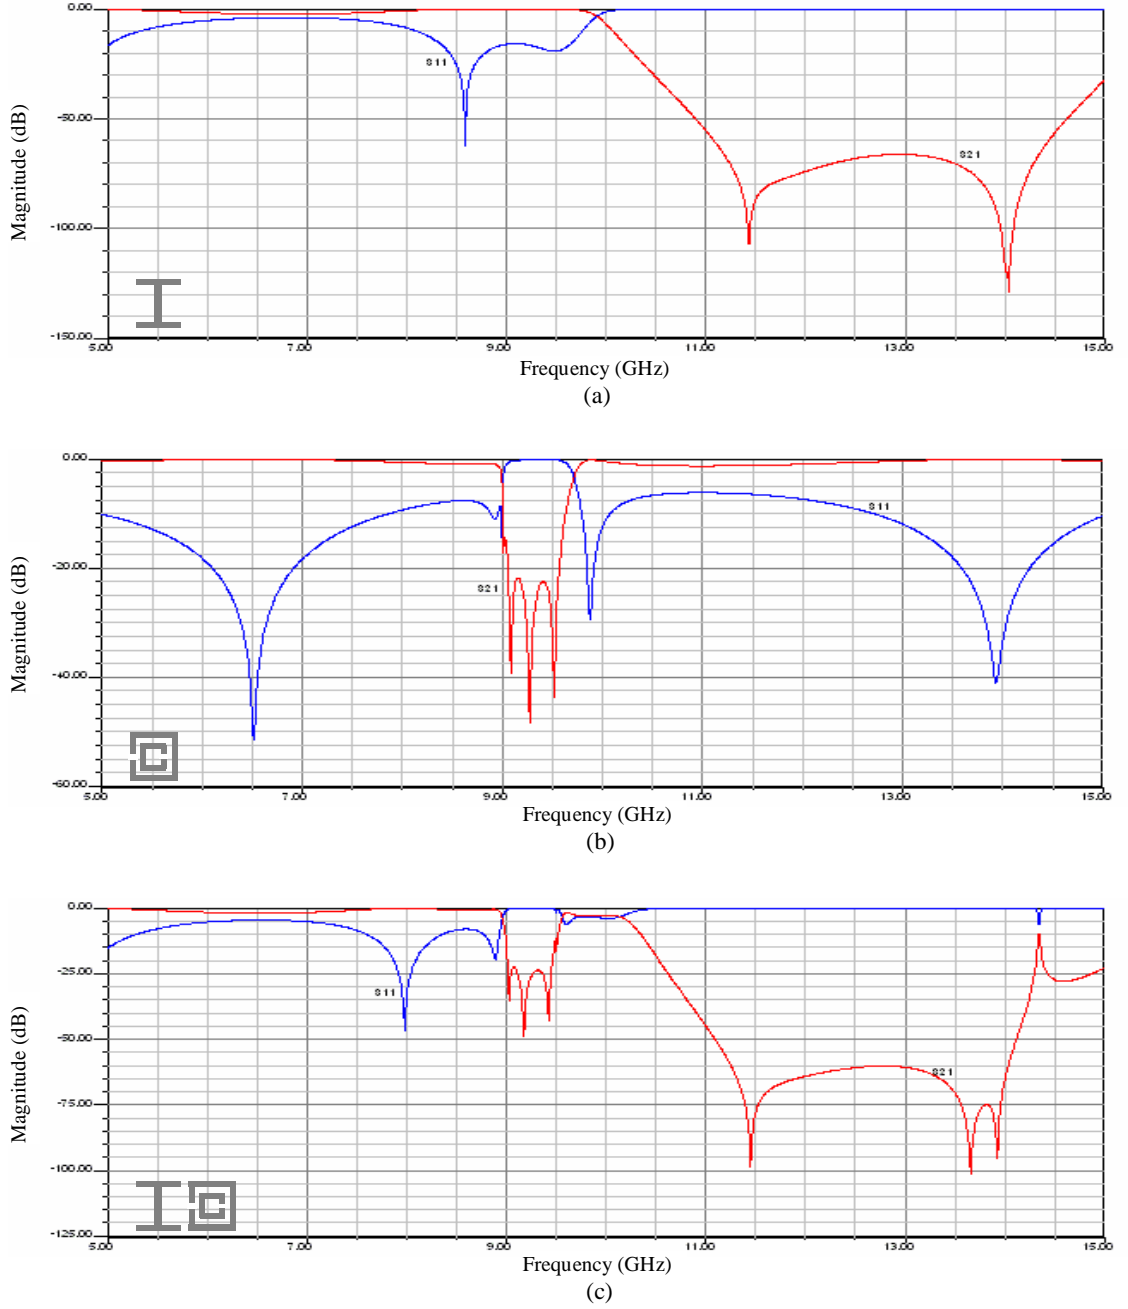 0.00
S11
-50.00
S21
-100.00
-150.00
Magnitude (dB)
5.00 7.00 9.00 11.00 13.00 15.00
Frequency (GHz)
(a)
0.00
S11
-20.00
S21
-40.00
-60.00
Magnitude (dB)
5.00 7.00 9.00 11.00 13.00 15.00
Frequency (GHz)
(b)
0.00
-25.00
S11
-50.00
S21
-75.00
-100.00
-125.00
Magnitude (dB)
5.00 7.00 9.00 11.00 13.00 15.00
Frequency (GHz)
(c)